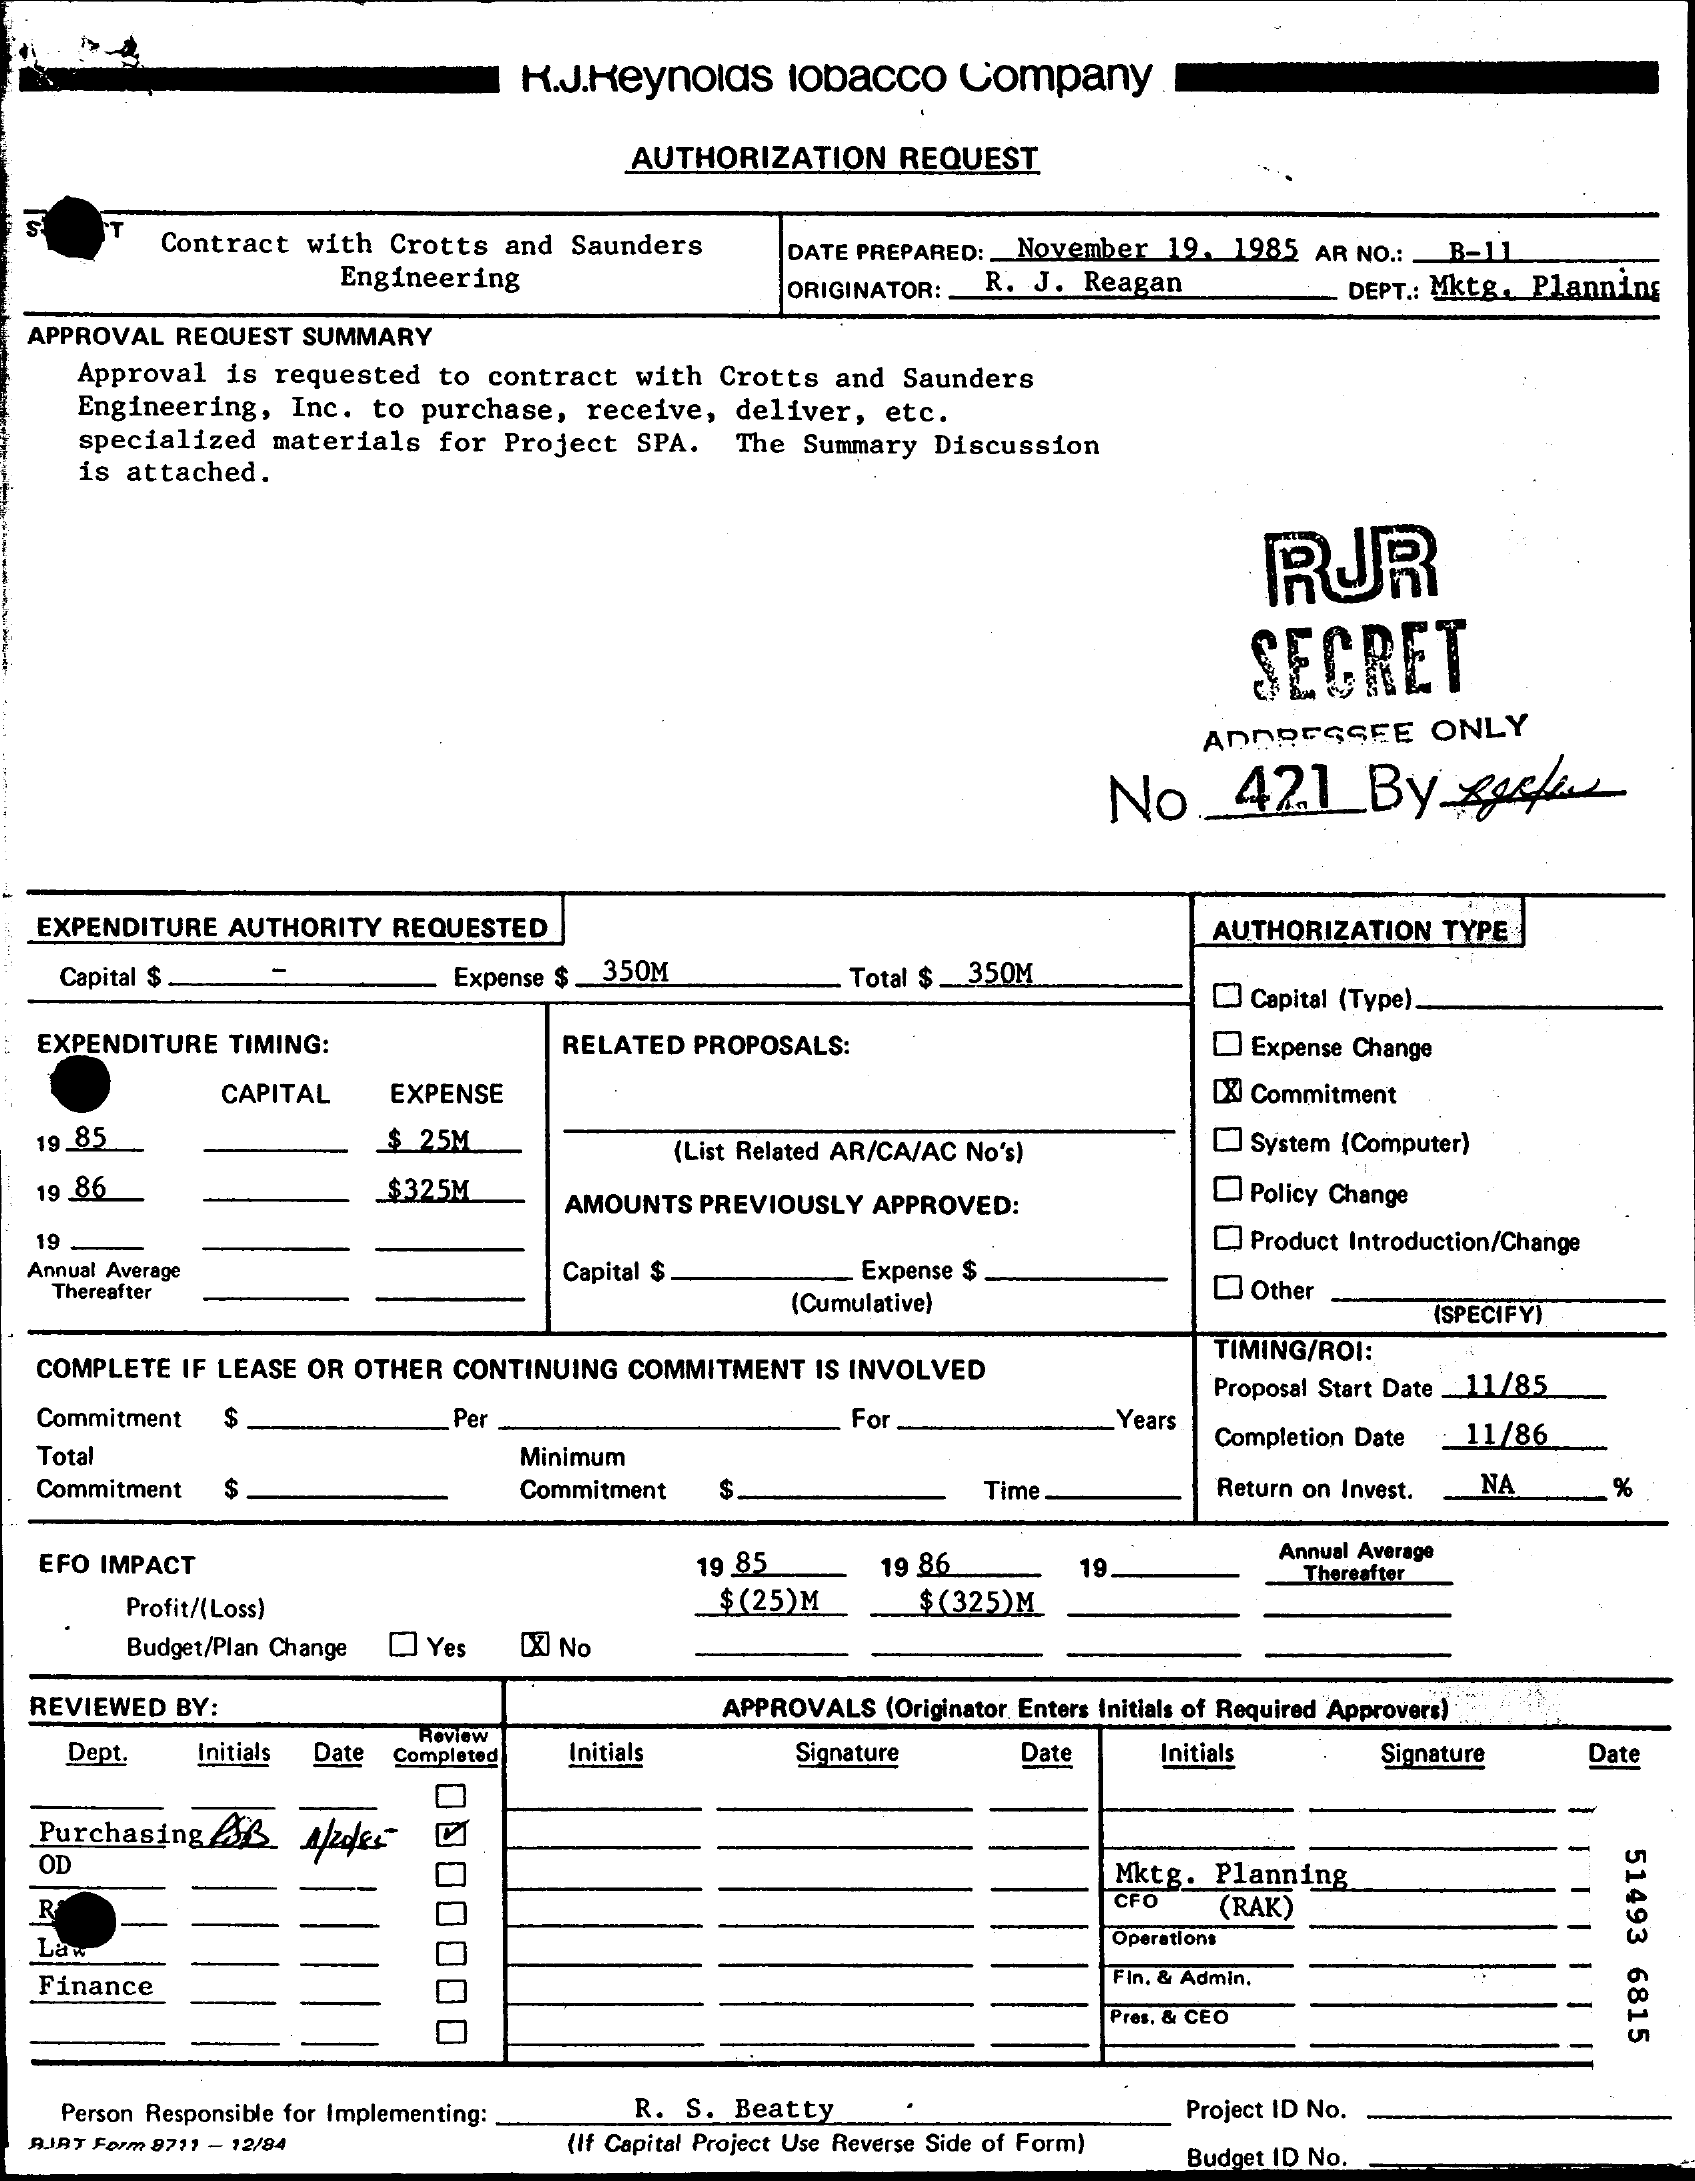 R.J.Reynolds Tobacco Company
AUTHORIZATION REQUEST
Contract with Crotts and Saunders
Engineering
DATE PREPARED: November 19, 1985 AR NO.: B-11
ORIGINATOR: R. J. Reagan DEPT.: Mktg. Planning
APPROVAL REQUEST SUMMARY
Approval is requested to contract with Crotts and Saunders
Engineering, Inc. to purchase, receive, deliver, etc.
specialized materials for Project SPA. The Summary Discussion
is attached.
RJR
SECRET
ADDRESSEE ONLY
No. 421 By
EXPENDITURE AUTHORITY REQUESTED
Capital $ - Expense $ 350M Total $ 350M
AUTHORIZATION TYPE
☐ Capital (Type)
☐ Expense Change
☒ Commitment
☐ System (Computer)
☐ Policy Change
☐ Product Introduction/Change
☐ Other
(SPECIFY)
EXPENDITURE TIMING:
CAPITAL EXPENSE
19 85 $ 25M
19 86 $325M
19
Annual Average
Thereafter
RELATED PROPOSALS:
(List Related AR/CA/AC No's)
AMOUNTS PREVIOUSLY APPROVED:
Capital $ Expense $
(Cumulative)
COMPLETE IF LEASE OR OTHER CONTINUING COMMITMENT IS INVOLVED
Commitment $ Per For Years
Total Minimum
Commitment $ Commitment $ Time
TIMING/ROI:
Proposal Start Date 11/85
Completion Date 11/86
Return on Invest. NA %
EFO IMPACT 19 85 19 86 19 Annual Average
Thereafter
Profit/(Loss) $(25)M $(325)M
Budget/Plan Change ☐ Yes ☒ No
REVIEWED BY:
Dept. Initials Date Review
Completed
Purchasing RSB 11/20/85 ☑
OD
Law
Finance
APPROVALS (Originator Enters Initials of Required Approvers)
Initials Signature Date Initials Signature Date
Mktg. Planning
CFO (RAK)
Operations
Fin. & Admin.
Pres. & CEO
51493 6815
Person Responsible for Implementing: R. S. Beatty Project ID No.
RJRT Form 9711 – 12/84 (If Capital Project Use Reverse Side of Form)
Budget ID No.